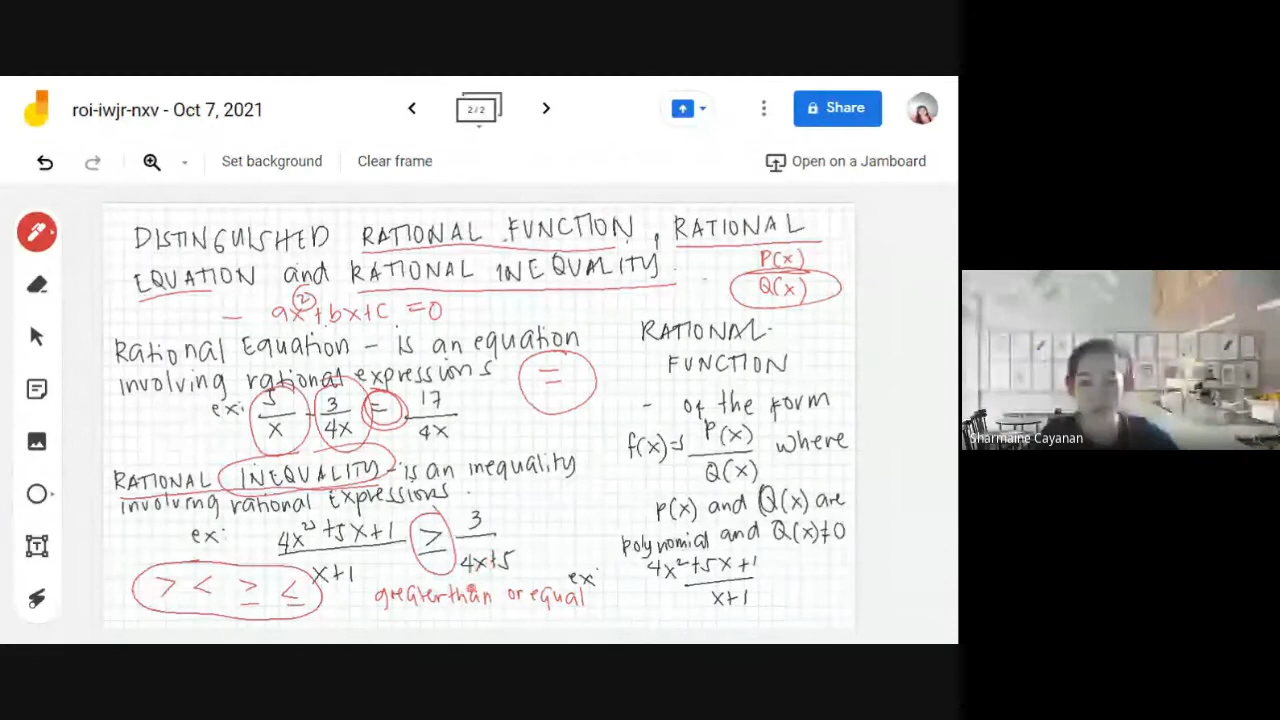 roi-iwjr-nxv - Oct 7, 2021
2/2
Share
Set background
Clear frame
Open on a Jamboard
DISTINGUISHED RATIONAL FUNCTION, RATIONAL
EQUATION and RATIONAL INEQUALITY.
P(x)
Q(x)
- ax²+bx+c =0
Rational Equation - is an equation
involving rational expressions
=
ex: 5/x - 3/4x = 17/4x
RATIONAL INEQUALITY - is an inequality
involving rational Expressions.
ex: 4x²+5x+1/x+1 ≥ 3/4x+5
> < ≥ ≤
greater than or equal
RATIONAL
FUNCTION
- of the form
f(x)= P(x)/Q(x) where
p(x) and Q(x) are
polynomial and Q(x)≠0
ex: 4x²+5x+1/x+1
Sharmaine Cayanan